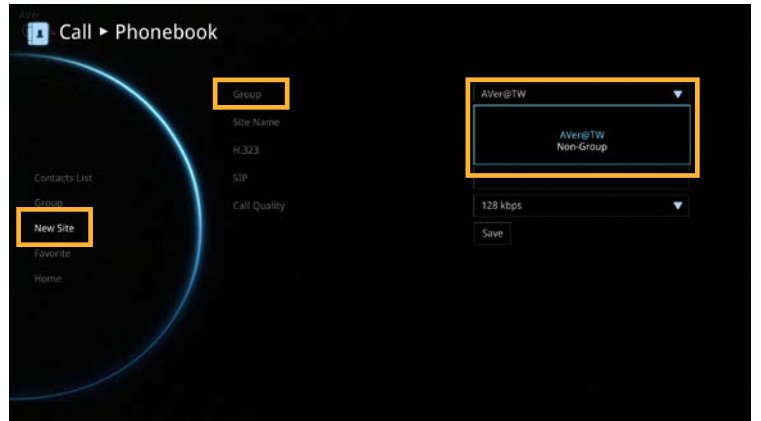 AVer
Call ▸ Phonebook
Group
AVer@TW
Site Name
AVer@TW
Non-Group
H.323
Contacts List
SIP
Group
Call Quality
128 kbps
New Site
Save
Favorite
Home